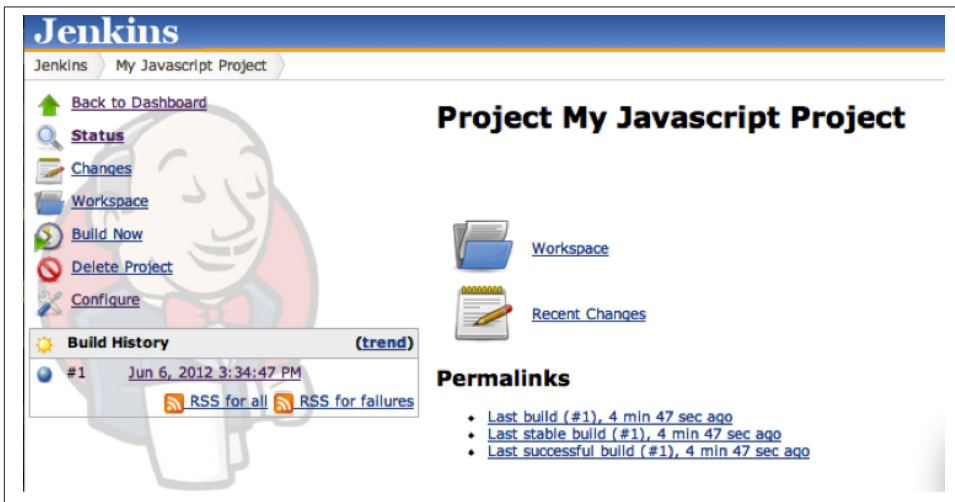 Jenkins
Jenkins My Javascript Project
Back to Dashboard
Status
Changes
Workspace
Build Now
Delete Project
Configure
Build History (trend)
#1 Jun 6, 2012 3:34:47 PM
RSS for all RSS for failures
Project My Javascript Project
Workspace
Recent Changes
Permalinks
Last build (#1), 4 min 47 sec ago
Last stable build (#1), 4 min 47 sec ago
Last successful build (#1), 4 min 47 sec ago